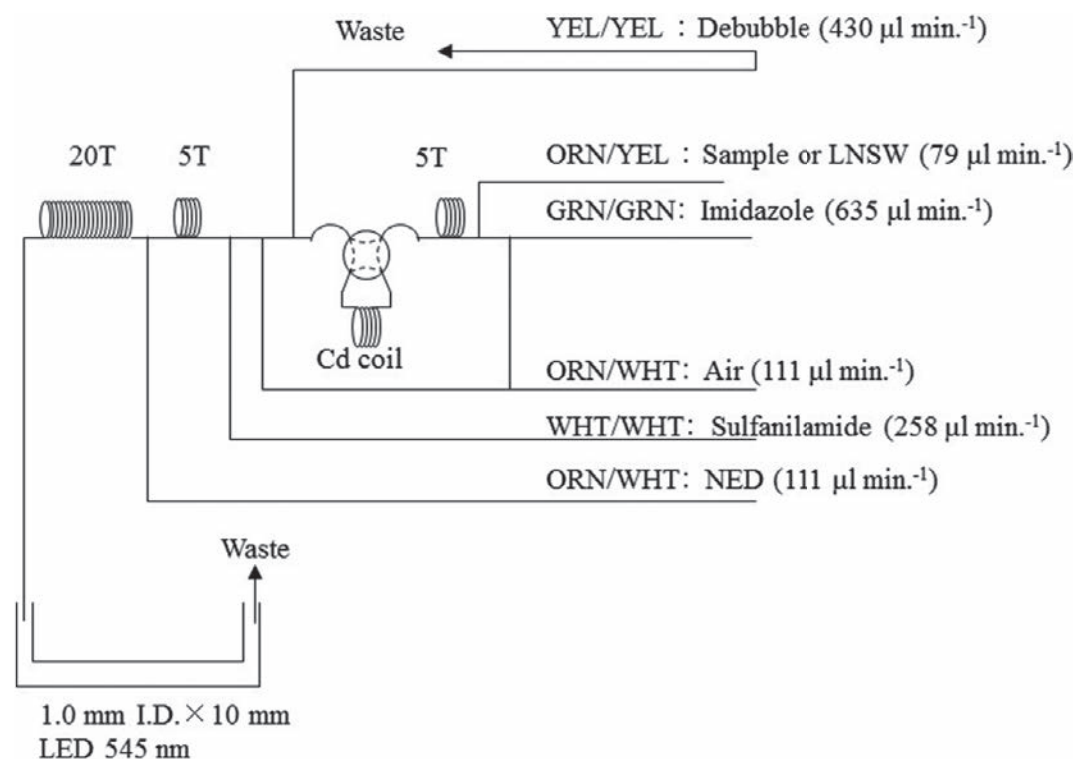 Waste
YEL/YEL : Debubble (430 µl min.⁻¹)
20T
5T
5T
ORN/YEL : Sample or LNSW (79 µl min.⁻¹)
GRN/GRN: Imidazole (635 µl min.⁻¹)
Cd coil
ORN/WHT: Air (111 µl min.⁻¹)
WHT/WHT: Sulfanilamide (258 µl min.⁻¹)
ORN/WHT: NED (111 µl min.⁻¹)
Waste
1.0 mm I.D.×10 mm
LED 545 nm